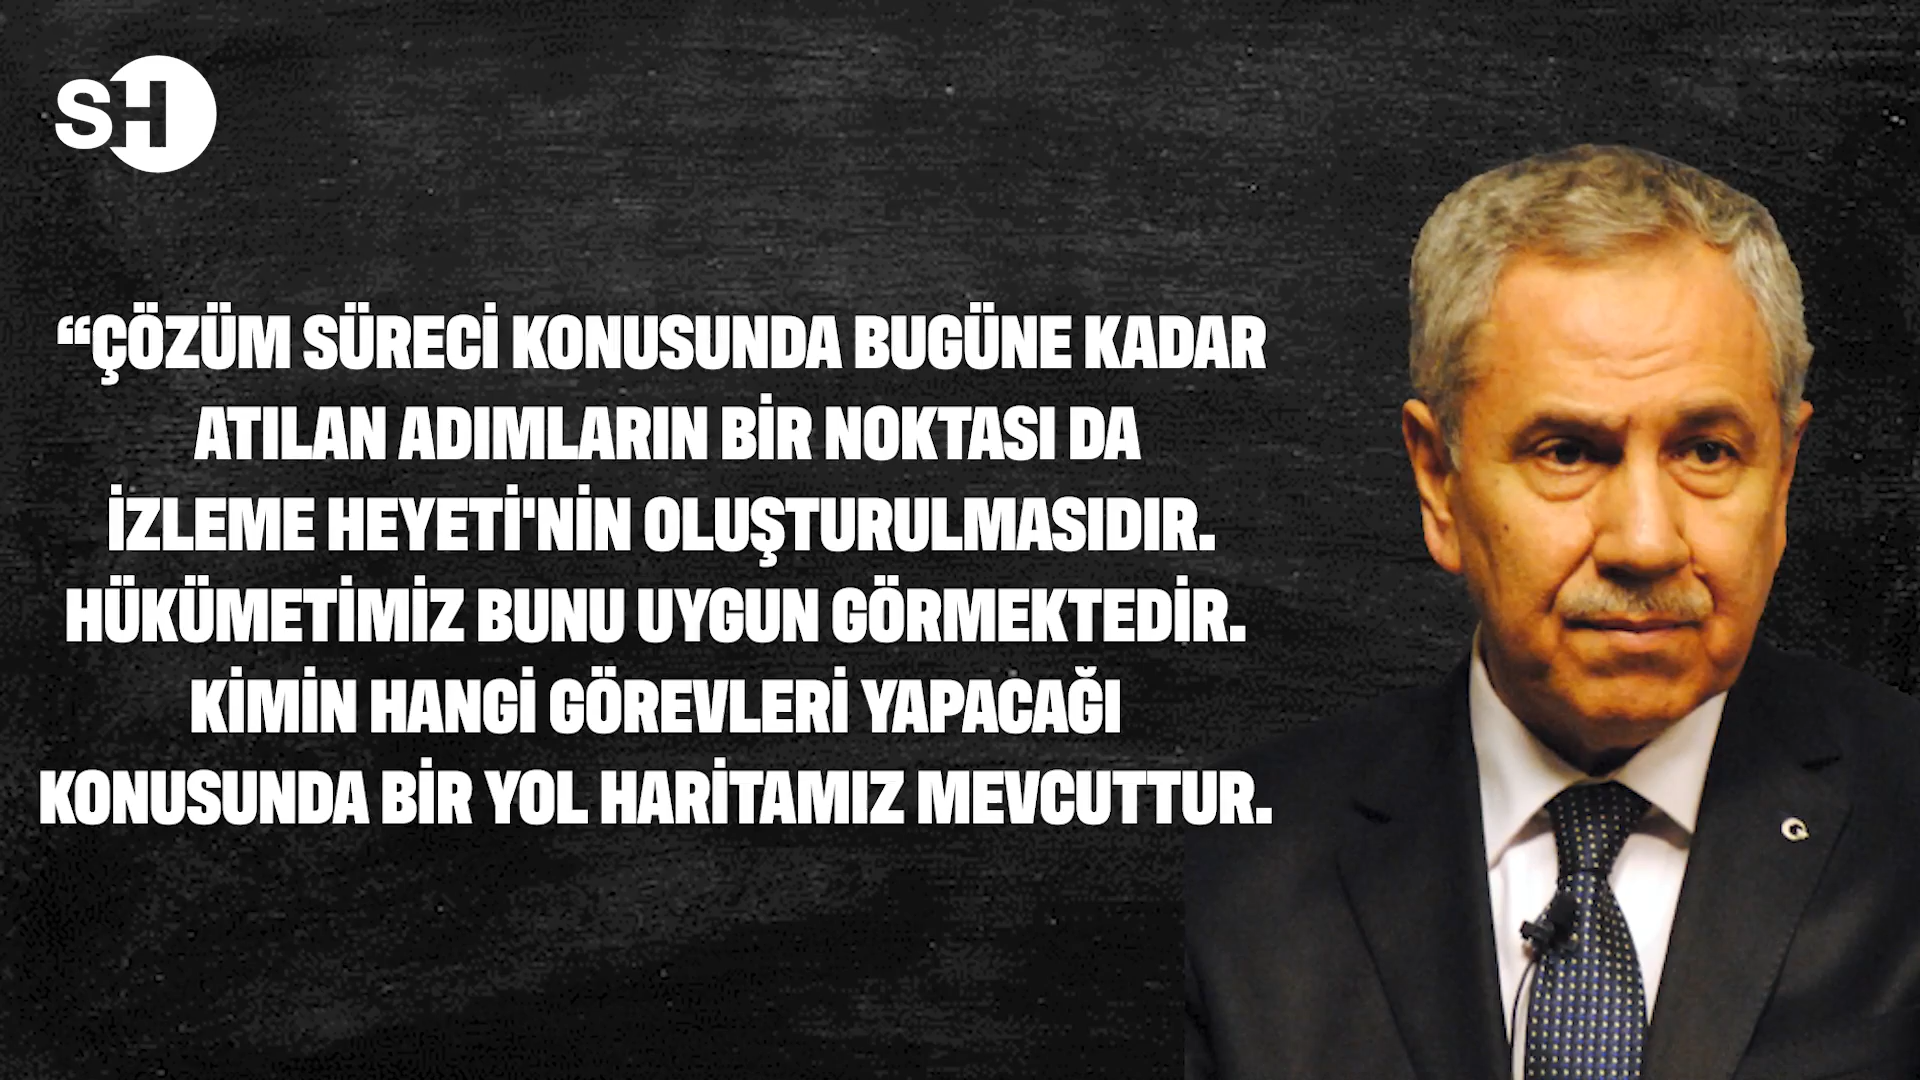 SH
“ÇÖZÜM SÜRECİ KONUSUNDA BUGÜNE KADAR
ATILAN ADIMLARIN BİR NOKTASI DA
İZLEME HEYETİ'NİN OLUŞTURULMASIDIR.
HÜKÜMETİMİZ BUNU UYGUN GÖRMEKTEDİR.
KİMİN HANGİ GÖREVLERİ YAPACAĞI
KONUSUNDA BİR YOL HARİTAMIZ MEVCUTTUR.